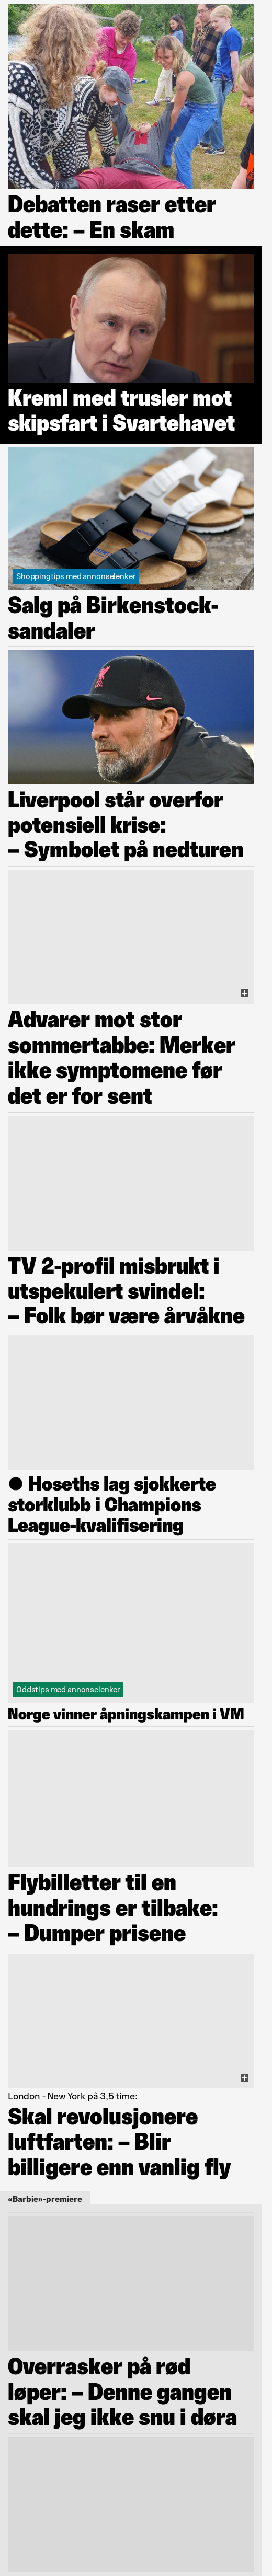 Debatten raser etter
dette: – En skam
Kreml med trusler mot
skipsfart i Svartehavet
Shoppingtips med annonselenker
Salg på Birkenstock-
sandaler
Liverpool står overfor
potensiell krise:
– Symbolet på nedturen
Advarer mot stor
sommertabbe: Merker
ikke symptomene før
det er for sent
TV 2-profil misbrukt i
utspekulert svindel:
– Folk bør være årvåkne
Hoseths lag sjokkerte
storklubb i Champions
League-kvalifisering
Oddstips med annonselenker
Norge vinner åpningskampen i VM
Flybilletter til en
hundrings er tilbake:
– Dumper prisene
London - New York på 3,5 time:
Skal revolusjonere
luftfarten: – Blir
billigere enn vanlig fly
«Barbie»-premiere
Overrasker på rød
løper: – Denne gangen
skal jeg ikke snu i døra